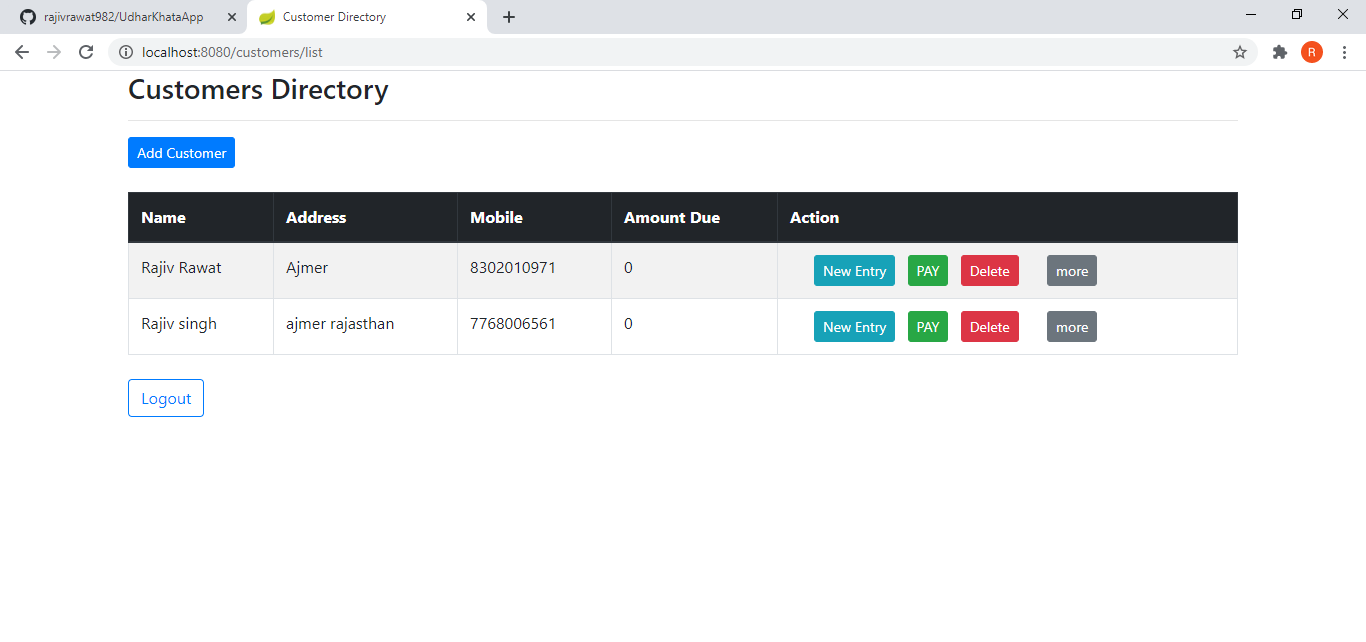 rajivrawat982/UdharKhataApp
Customer Directory
localhost:8080/customers/list
R
Customers Directory
Add Customer
Name Address Mobile Amount Due Action
Rajiv Rawat Ajmer 8302010971 0 New Entry PAY Delete more
Rajiv singh ajmer rajasthan 7768006561 0 New Entry PAY Delete more
Logout